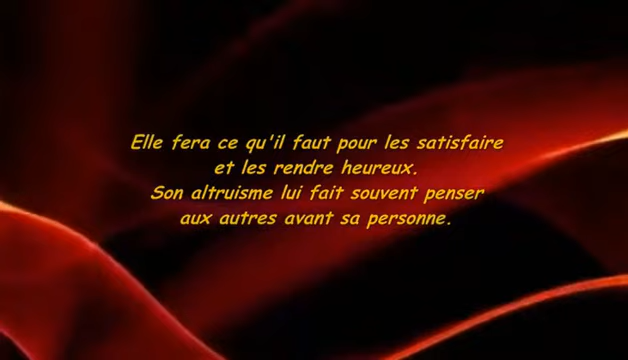 Elle fera ce qu'il faut pour les satisfaire
et les rendre heureux.
Son altruisme lui fait souvent penser
aux autres avant sa personne.